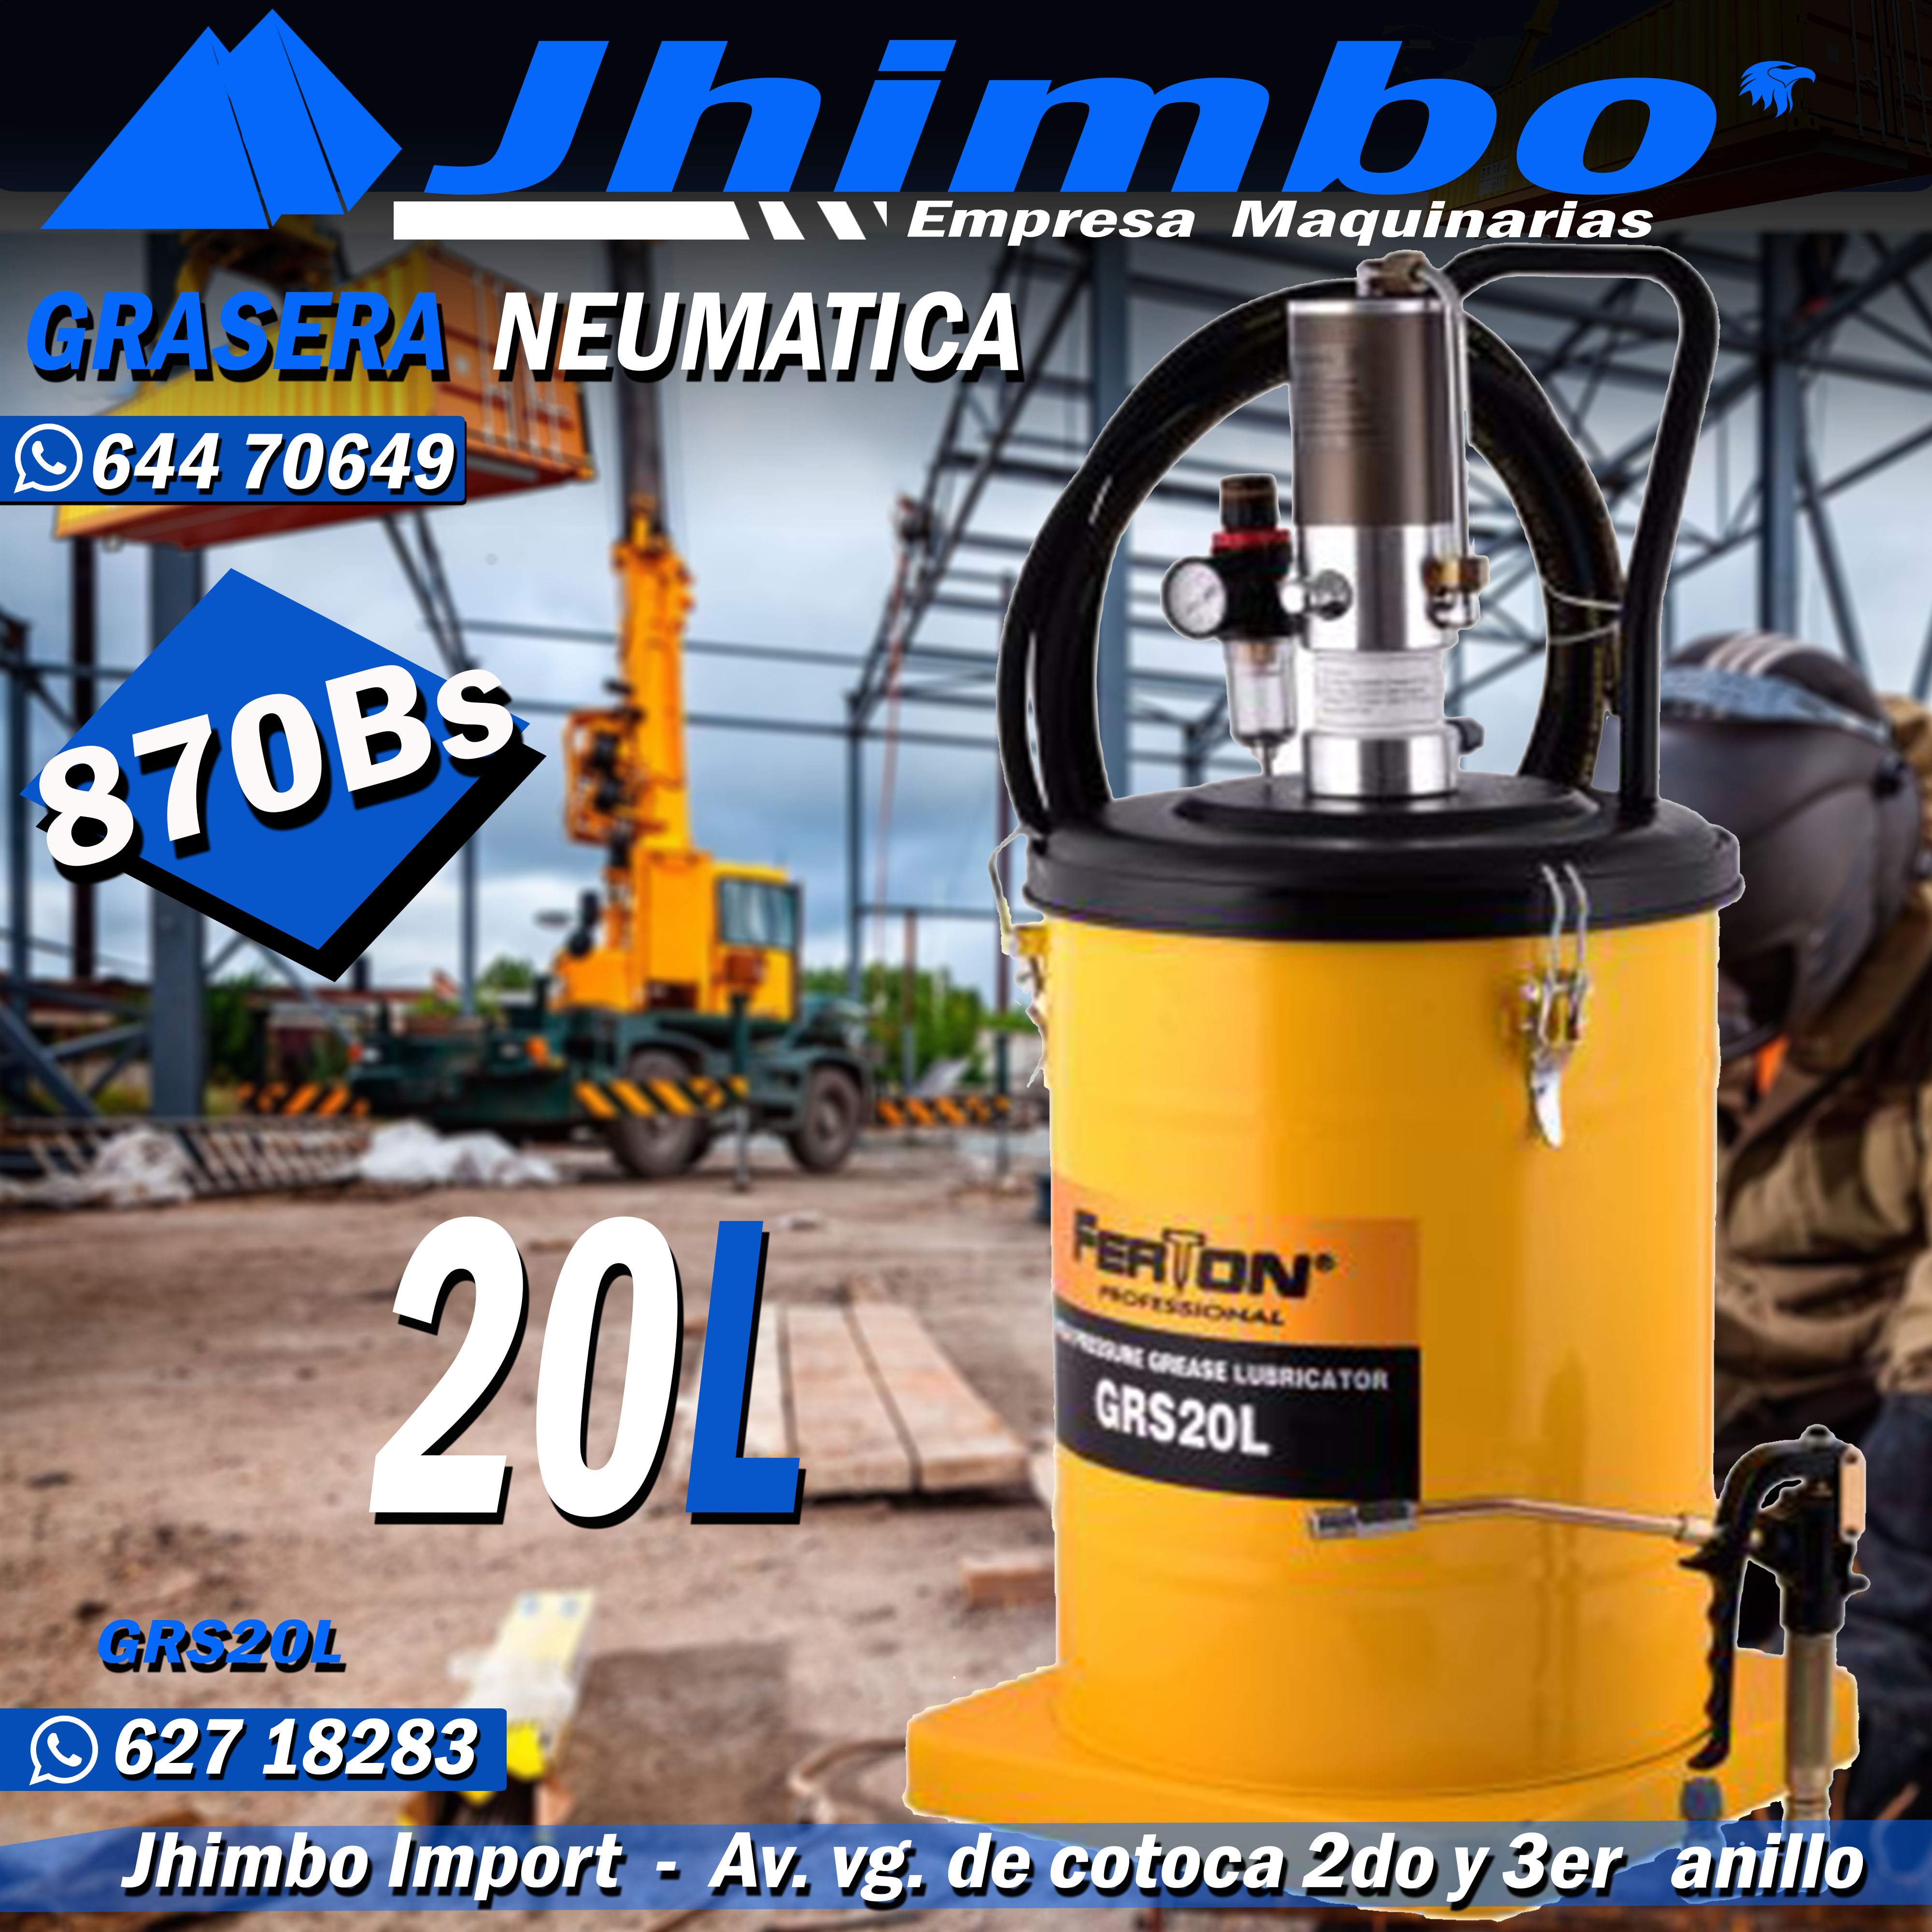 Jhimbo
Empresa Maquinarias
GRASERA NEUMATICA
644 70649
870Bs
20L
FERTON®
PROFESSIONAL
PRESSURE GREASE LUBRICATOR
GRS20L
GRS20L
627 18283
Jhimbo Import - Av. vg. de cotoca 2do y 3er anillo